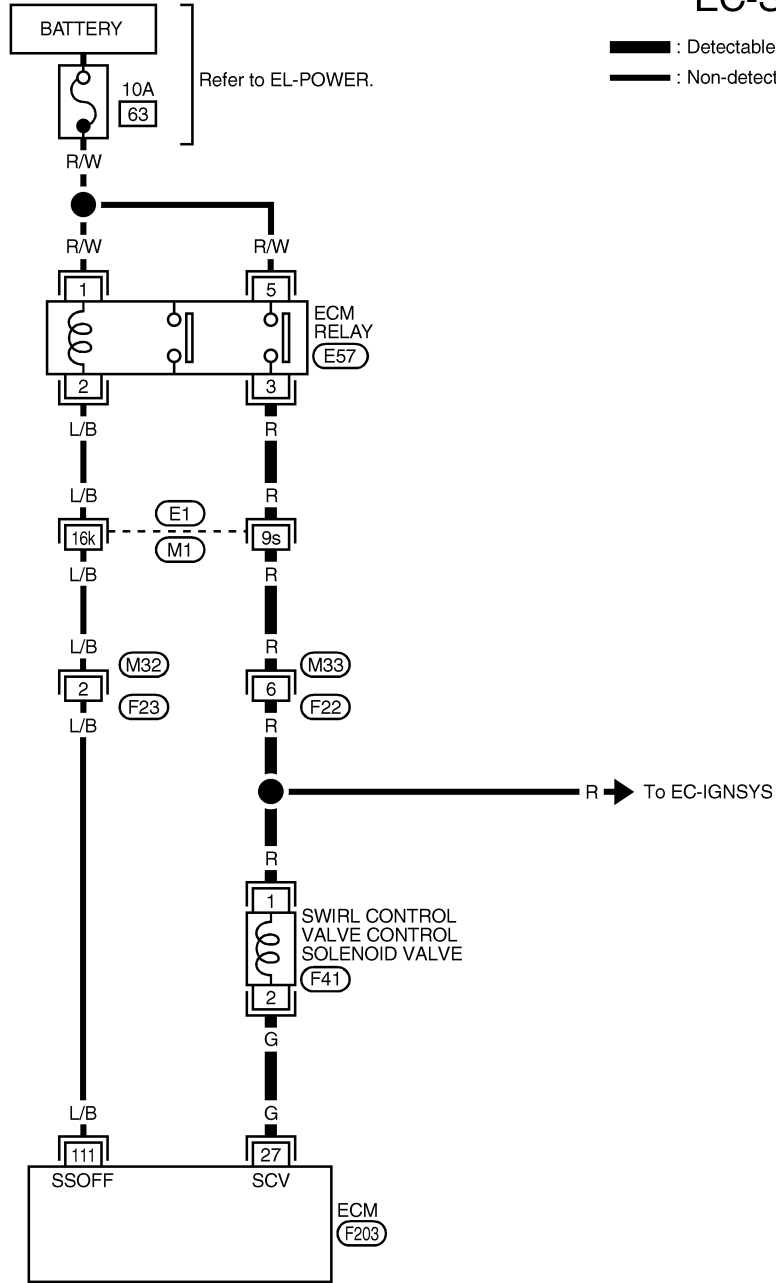 EC-S
BATTERY
: Detectable
: Non-detect
Refer to EL-POWER.
10A
63
R/W
R/W
R/W
1
5
ECM
RELAY
E57
2
3
L/B
R
L/B
R
E1
16k
9s
M1
L/B
R
L/B
R
M32
M33
2
6
F23
F22
L/B
R
R
To EC-IGNSYS
R
1
SWIRL CONTROL
VALVE CONTROL
SOLENOID VALVE
F41
2
G
L/B
G
111
27
SSOFF
SCV
ECM
F203